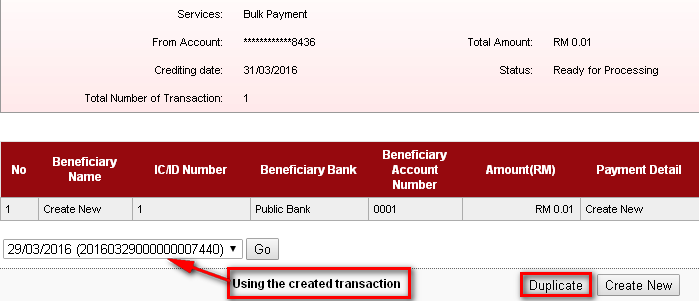 Services: Bulk Payment
From Account: ************8436 Total Amount: RM 0.01
Crediting date: 31/03/2016 Status: Ready for Processing
Total Number of Transaction: 1
No Beneficiary Name IC/ID Number Beneficiary Bank Beneficiary Account Number Amount(RM) Payment Detail
1 Create New 1 Public Bank 0001 RM 0.01 Create New
29/03/2016 (20160329000000007440) Go
Using the created transaction
Duplicate Create New